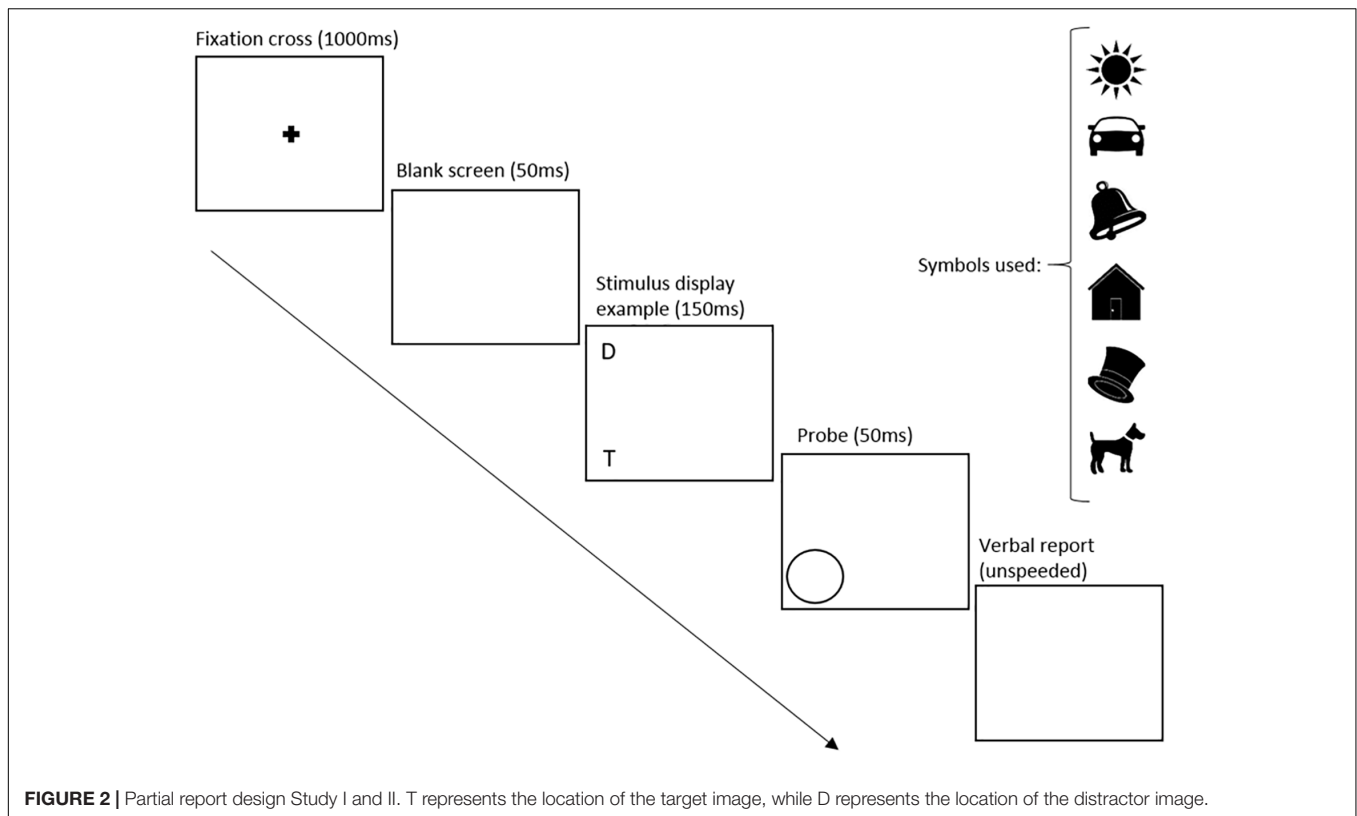 Fixation cross (1000ms)
Blank screen (50ms)
Stimulus display
example (150ms)
D
T
Probe (50ms)
Verbal report
(unspeeded)
Symbols used:
FIGURE 2 | Partial report design Study I and II. T represents the location of the target image, while D represents the location of the distractor image.